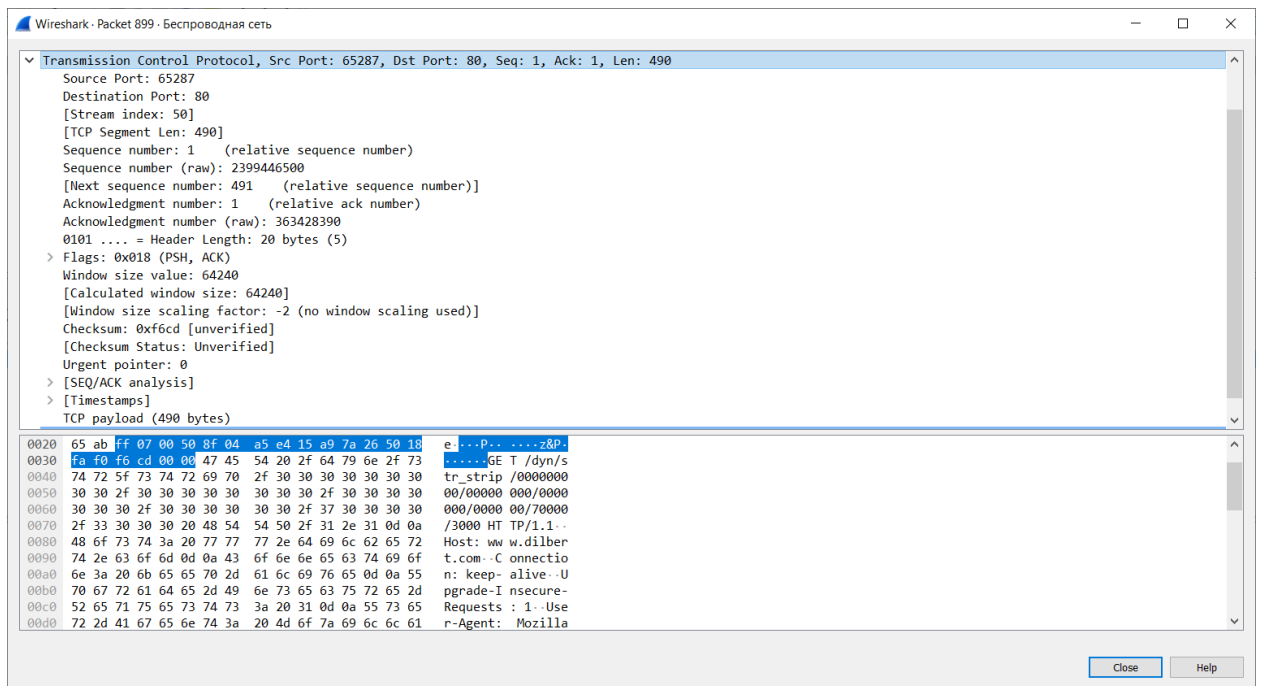 Wireshark · Packet 899 · Беспроводная сеть
Transmission Control Protocol, Src Port: 65287, Dst Port: 80, Seq: 1, Ack: 1, Len: 490
Source Port: 65287
Destination Port: 80
[Stream index: 50]
[TCP Segment Len: 490]
Sequence number: 1    (relative sequence number)
Sequence number (raw): 2399446500
[Next sequence number: 491    (relative sequence number)]
Acknowledgment number: 1    (relative ack number)
Acknowledgment number (raw): 363428390
0101 .... = Header Length: 20 bytes (5)
Flags: 0x018 (PSH, ACK)
Window size value: 64240
[Calculated window size: 64240]
[Window size scaling factor: -2 (no window scaling used)]
Checksum: 0xf6cd [unverified]
[Checksum Status: Unverified]
Urgent pointer: 0
[SEQ/ACK analysis]
[Timestamps]
TCP payload (490 bytes)
0020 65 ab ff 07 00 50 8f 04 a5 e4 15 a9 7a 26 50 18 e····P·· ····z&P·
0030 fa f0 f6 cd 00 00 47 45 54 20 2f 64 79 6e 2f 73 ······GE T /dyn/s
0040 74 72 5f 73 74 72 69 70 2f 30 30 30 30 30 30 30 tr_strip /0000000
0050 30 30 2f 30 30 30 30 30 30 30 30 2f 30 30 30 30 00/00000 000/0000
0060 30 30 30 2f 30 30 30 30 30 30 2f 37 30 30 30 30 000/0000 00/70000
0070 2f 33 30 30 30 20 48 54 54 50 2f 31 2e 31 0d 0a /3000 HT TP/1.1··
0080 48 6f 73 74 3a 20 77 77 77 2e 64 69 6c 62 65 72 Host: ww w.dilber
0090 74 2e 63 6f 6d 0d 0a 43 6f 6e 6e 65 63 74 69 6f t.com··C onnectio
00a0 6e 3a 20 6b 65 65 70 2d 61 6c 69 76 65 0d 0a 55 n: keep- alive··U
00b0 70 67 72 61 64 65 2d 49 6e 73 65 63 75 72 65 2d pgrade-I nsecure-
00c0 52 65 71 75 65 73 74 73 3a 20 31 0d 0a 55 73 65 Requests : 1··Use
00d0 72 2d 41 67 65 6e 74 3a 20 4d 6f 7a 69 6c 6c 61 r-Agent: Mozilla
Close Help